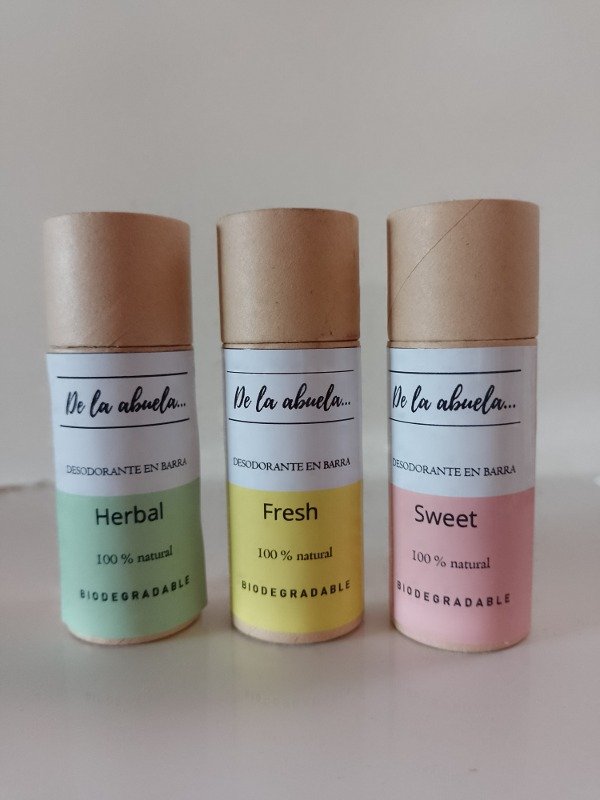 De la abuela...
DESODORANTE EN BARRA
Herbal
100 % natural
BIODEGRADABLE
De la abuela...
DESODORANTE EN BARRA
Fresh
100 % natural
BIODEGRADABLE
De la abuela...
DESODORANTE EN BARRA
Sweet
100 % natural
BIODEGRADABLE